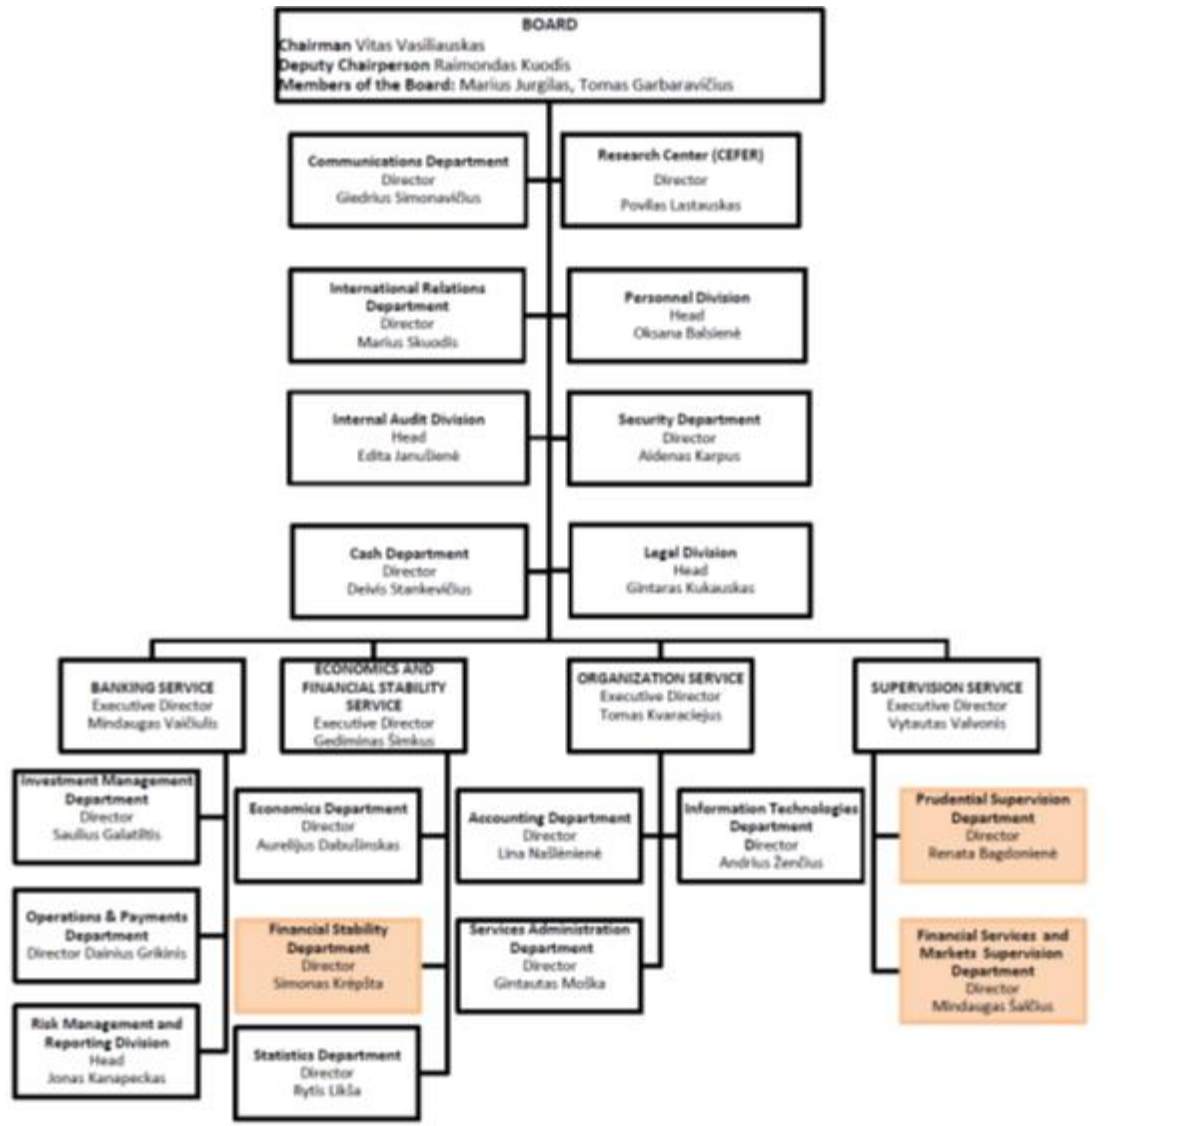 BOARD
Chairman Vitas Vasiliauskas
Deputy Chairperson Raimondas Kuodis
Members of the Board: Marius Jurgilas, Tomas Garbaravičius
Communications Department
Director
Giedrius Simonavičius
Research Center (CEFER)
Director
Povilas Lastauskas
International Relations
Department
Director
Marius Skuodis
Personnel Division
Head
Oksana Balsienė
Internal Audit Division
Head
Edita Janušienė
Security Department
Director
Aidenas Karpus
Cash Department
Director
Deivis Stankevičius
Legal Division
Head
Gintaras Kukauskas
BANKING SERVICE
Executive Director
Mindaugas Vaičiulis
ECONOMICS AND
FINANCIAL STABILITY
SERVICE
Executive Director
Gediminas Šimkus
ORGANIZATION SERVICE
Executive Director
Tomas Kvaraciejus
SUPERVISION SERVICE
Executive Director
Vytautas Valvonis
Investment Management
Department
Director
Saulius Galatiltis
Economics Department
Director
Aurelijus Dabušinskas
Accounting Department
Director
Lina Našlėnienė
Information Technologies
Department
Director
Andrius Ženčius
Prudential Supervision
Department
Director
Renata Bagdonienė
Operations & Payments
Department
Director Dainius Grikinis
Financial Stability
Department
Director
Simonas Krėpšta
Services Administration
Department
Director
Gintautas Moška
Financial Services and
Markets Supervision
Department
Director
Mindaugas Šalčius
Risk Management and
Reporting Division
Head
Jonas Kanapeckas
Statistics Department
Director
Rytis Likša